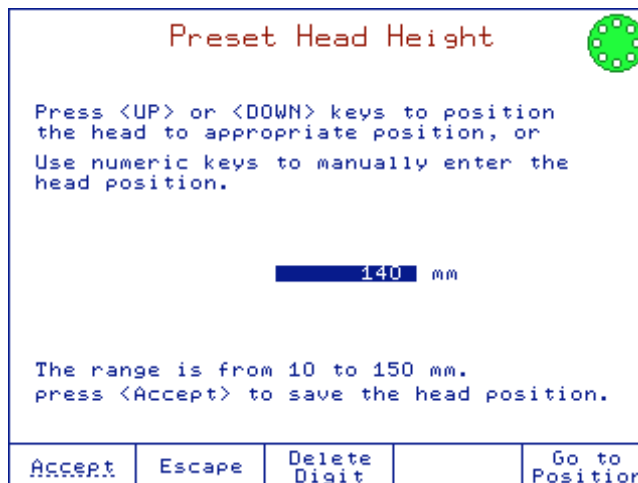 Preset Head Height
Press <UP> or <DOWN> keys to position
the head to appropriate position, or
Use numeric keys to manually enter the
head position.
140 mm
The range is from 10 to 150 mm.
press <Accept> to save the head position.
Accept
Escape
Delete
Digit
Go to
Position